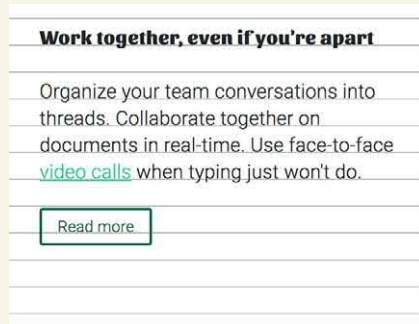 Work together, even if you're apart
Organize your team conversations into
threads. Collaborate together on
documents in real-time. Use face-to-face
video calls when typing just won't do.
Read more